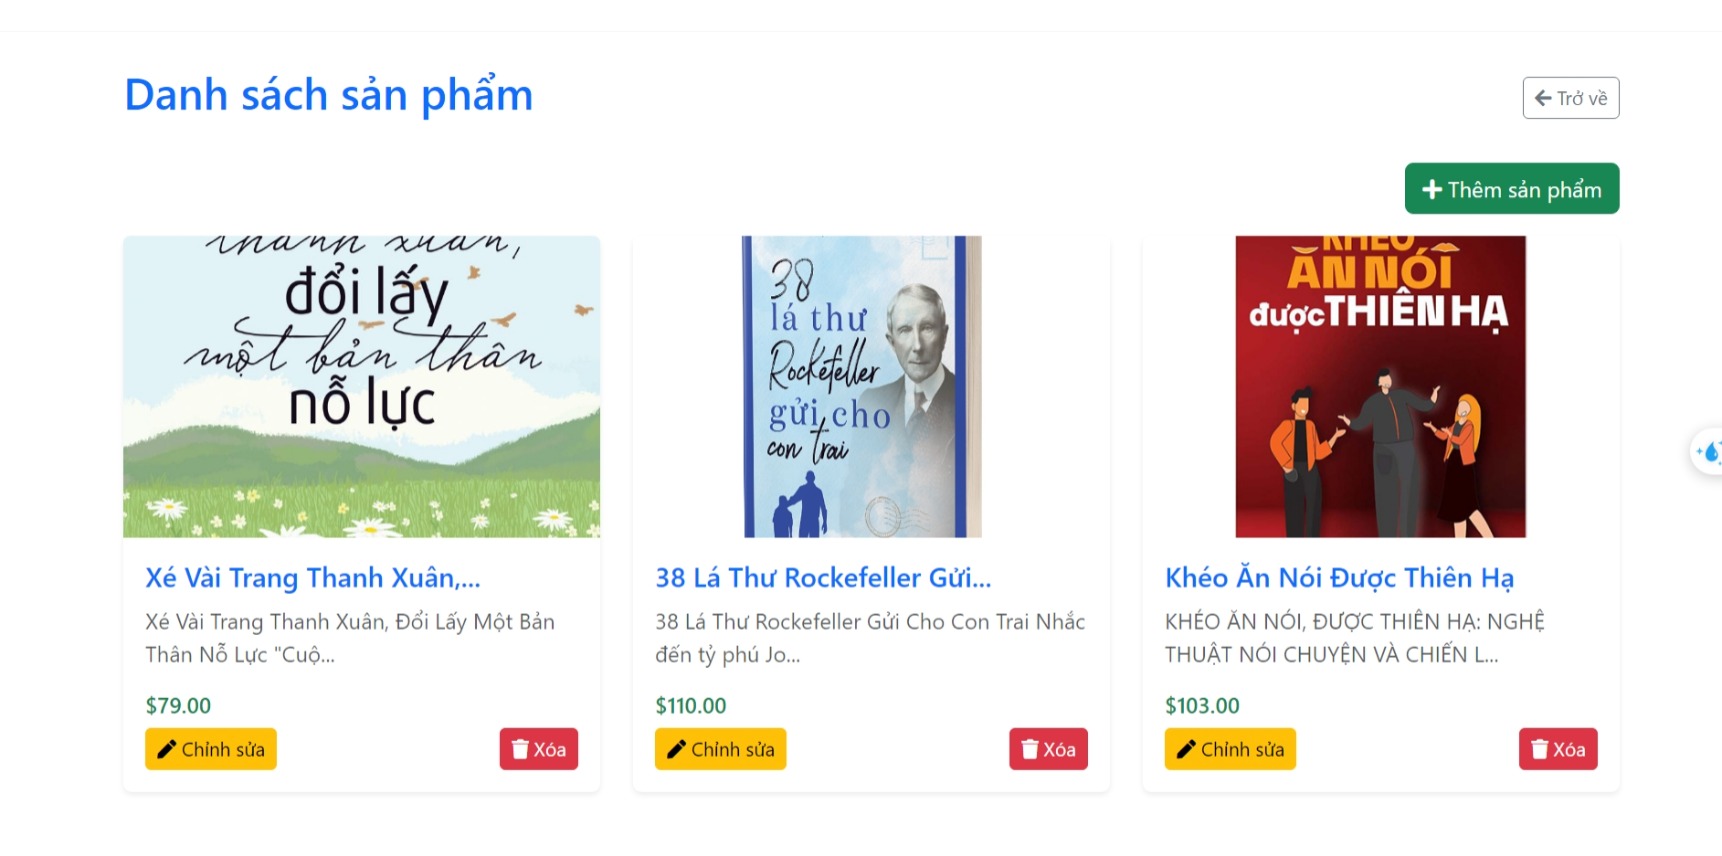 Danh sách sản phẩm
Trở về
Thêm sản phẩm
thanh xuân,
đổi lấy
một bản thân
nỗ lực
38
lá thư
Rockefeller
gửi cho
con trai
KHÉO
ĂN NÓI
được THIÊN HẠ
Xé Vài Trang Thanh Xuân,...
Xé Vài Trang Thanh Xuân, Đổi Lấy Một Bản
Thân Nỗ Lực "Cuộ...
$79.00
Chỉnh sửa
Xóa
38 Lá Thư Rockefeller Gửi...
38 Lá Thư Rockefeller Gửi Cho Con Trai Nhắc
đến tỷ phú Jo...
$110.00
Chỉnh sửa
Xóa
Khéo Ăn Nói Được Thiên Hạ
KHÉO ĂN NÓI, ĐƯỢC THIÊN HẠ: NGHỆ
THUẬT NÓI CHUYỆN VÀ CHIẾN L...
$103.00
Chỉnh sửa
Xóa